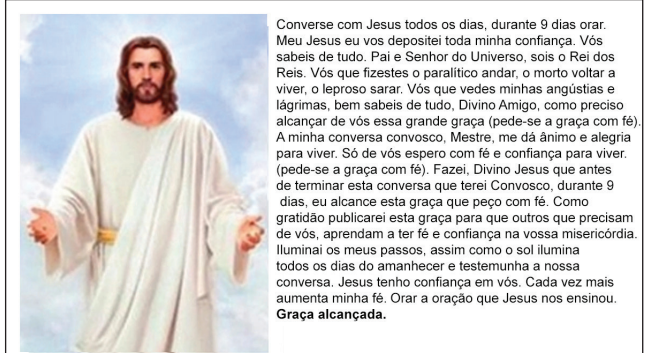 Converse com Jesus todos os dias, durante 9 dias orar.
Meu Jesus eu vos depositei toda minha confiança. Vós
sabeis de tudo. Pai e Senhor do Universo, sois o Rei dos
Reis. Vós que fizestes o paralítico andar, o morto voltar a
viver, o leproso sarar. Vós que vedes minhas angústias e
lágrimas, bem sabeis de tudo, Divino Amigo, como preciso
alcançar de vós essa grande graça (pede-se a graça com fé).
A minha conversa convosco, Mestre, me dá ânimo e alegria
para viver. Só de vós espero com fé e confiança para viver.
(pede-se a graça com fé). Fazei, Divino Jesus que antes
de terminar esta conversa que terei Convosco, durante 9
dias, eu alcance esta graça que peço com fé. Como
gratidão publicarei esta graça para que outros que precisam
de vós, aprendam a ter fé e confiança na vossa misericórdia.
Iluminai os meus passos, assim como o sol ilumina
todos os dias do amanhecer e testemunha a nossa
conversa. Jesus tenho confiança em vós. Cada vez mais
aumenta minha fé. Orar a oração que Jesus nos ensinou.
Graça alcançada.